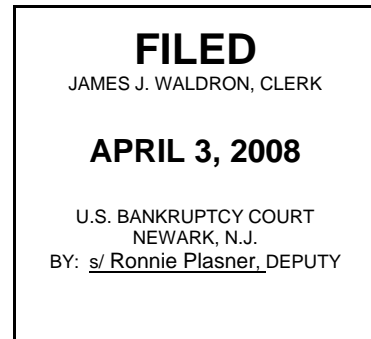 FILED
JAMES J. WALDRON, CLERK
APRIL 3, 2008
U.S. BANKRUPTCY COURT
NEWARK, N.J.
BY: s/ Ronnie Plasner, DEPUTY